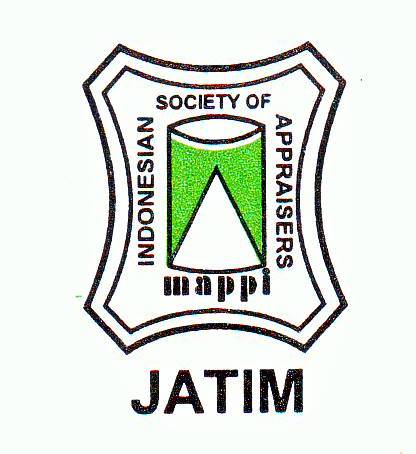 INDONESIAN
SOCIETY OF
APPRAISERS
mappi
JATIM